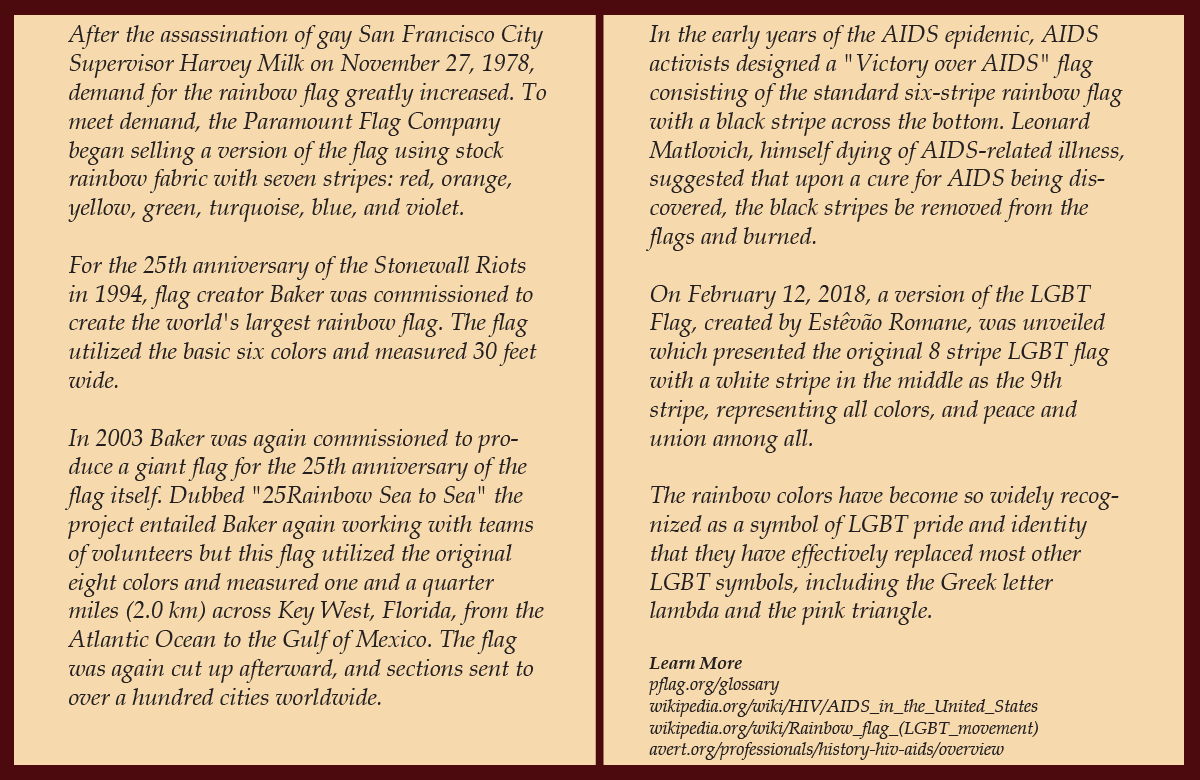 After the assassination of gay San Francisco City
Supervisor Harvey Milk on November 27, 1978,
demand for the rainbow flag greatly increased. To
meet demand, the Paramount Flag Company
began selling a version of the flag using stock
rainbow fabric with seven stripes: red, orange,
yellow, green, turquoise, blue, and violet.
For the 25th anniversary of the Stonewall Riots
in 1994, flag creator Baker was commissioned to
create the world's largest rainbow flag. The flag
utilized the basic six colors and measured 30 feet
wide.
In 2003 Baker was again commissioned to pro-
duce a giant flag for the 25th anniversary of the
flag itself. Dubbed "25Rainbow Sea to Sea" the
project entailed Baker again working with teams
of volunteers but this flag utilized the original
eight colors and measured one and a quarter
miles (2.0 km) across Key West, Florida, from the
Atlantic Ocean to the Gulf of Mexico. The flag
was again cut up afterward, and sections sent to
over a hundred cities worldwide.
In the early years of the AIDS epidemic, AIDS
activists designed a "Victory over AIDS" flag
consisting of the standard six-stripe rainbow flag
with a black stripe across the bottom. Leonard
Matlovich, himself dying of AIDS-related illness,
suggested that upon a cure for AIDS being dis-
covered, the black stripes be removed from the
flags and burned.
On February 12, 2018, a version of the LGBT
Flag, created by Estêvão Romane, was unveiled
which presented the original 8 stripe LGBT flag
with a white stripe in the middle as the 9th
stripe, representing all colors, and peace and
union among all.
The rainbow colors have become so widely recog-
nized as a symbol of LGBT pride and identity
that they have effectively replaced most other
LGBT symbols, including the Greek letter
lambda and the pink triangle.
Learn More
pflag.org/glossary
wikipedia.org/wiki/HIV/AIDS_in_the_United_States
wikipedia.org/wiki/Rainbow_flag_(LGBT_movement)
avert.org/professionals/history-hiv-aids/overview